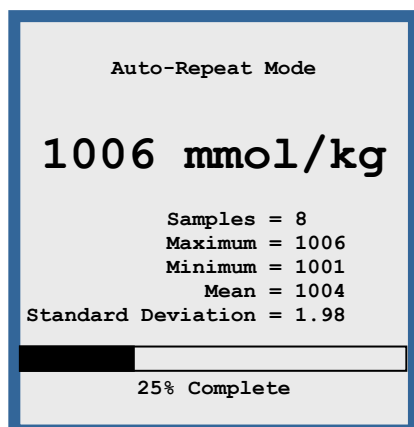 Auto-Repeat Mode
1006 mmol/kg
Samples = 8
Maximum = 1006
Minimum = 1001
Mean = 1004
Standard Deviation = 1.98
25% Complete